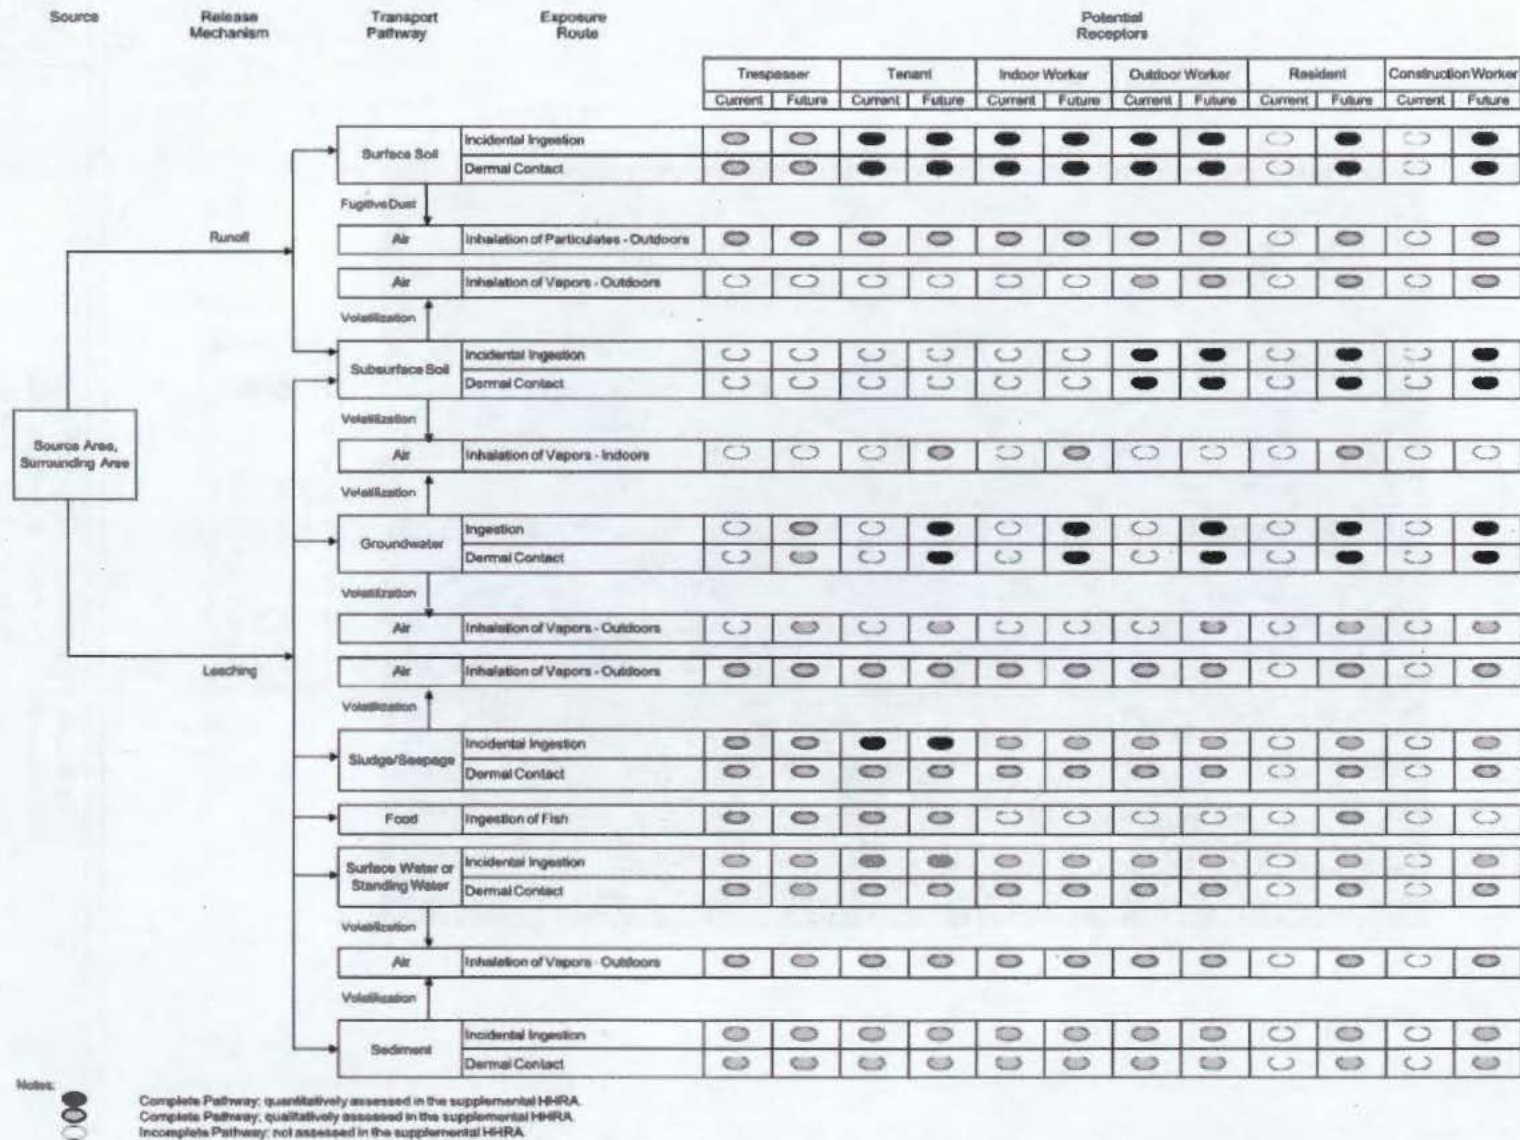 Source
Release
Mechanism
Transport
Pathway
Exposure
Route
Potential
Receptors
Trespasser Tenant Indoor Worker Outdoor Worker Resident Construction Worker
Current Future Current Future Current Future Current Future Current Future Current Future
Surface Soil
Incidental Ingestion
Dermal Contact
Fugitive Dust
Runoff
Air Inhalation of Particulates - Outdoors
Air Inhalation of Vapors - Outdoors
Volatilization
Subsurface Soil
Incidental Ingestion
Dermal Contact
Volatilization
Source Area,
Surrounding Area
Air Inhalation of Vapors - Indoors
Volatilization
Groundwater
Ingestion
Dermal Contact
Volatilization
Air Inhalation of Vapors - Outdoors
Leaching
Air Inhalation of Vapors - Outdoors
Volatilization
Sludge/Seepage
Incidental Ingestion
Dermal Contact
Food Ingestion of Fish
Surface Water or
Standing Water
Incidental Ingestion
Dermal Contact
Volatilization
Air Inhalation of Vapors - Outdoors
Volatilization
Sediment
Incidental Ingestion
Dermal Contact
Notes:
Complete Pathway; quantitatively assessed in the supplemental HHRA.
Complete Pathway; qualitatively assessed in the supplemental HHRA.
Incomplete Pathway; not assessed in the supplemental HHRA.